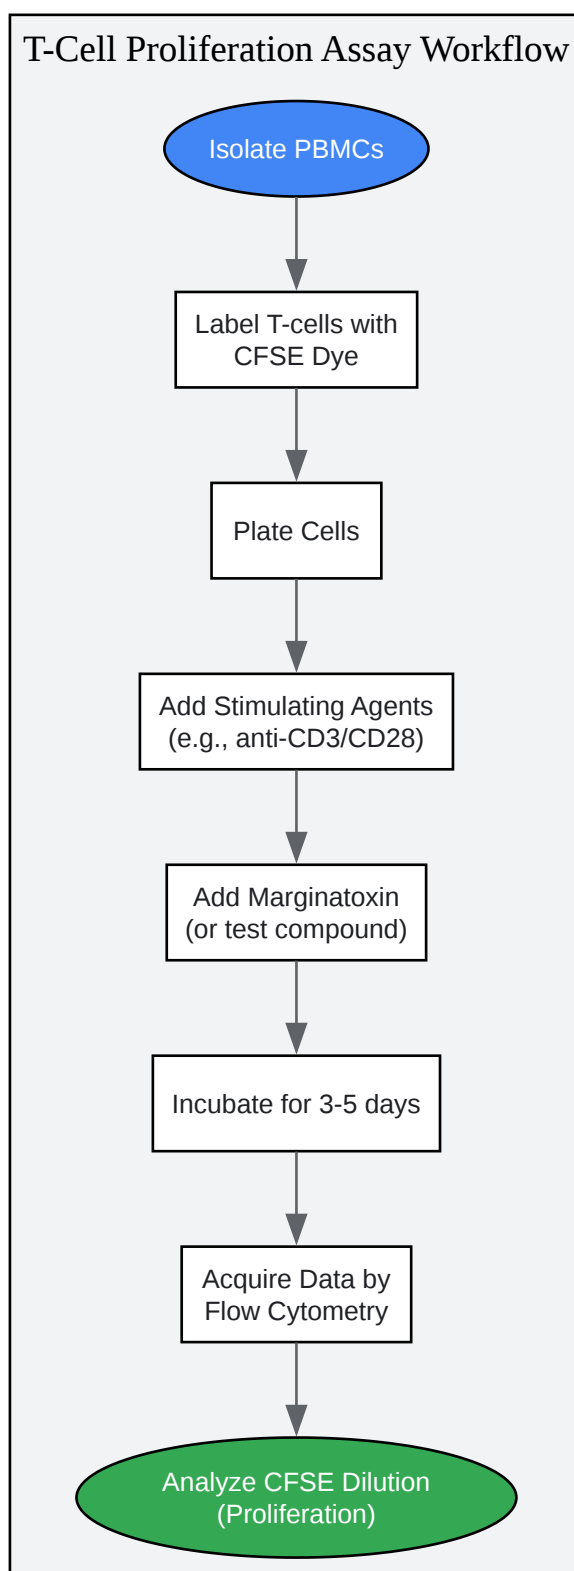 T-Cell Proliferation Assay Workflow
Isolate PBMCs
Label T-cells with
CFSE Dye
Plate Cells
Add Stimulating Agents
(e.g., anti-CD3/CD28)
Add Marginatoxin
(or test compound)
Incubate for 3-5 days
Acquire Data by
Flow Cytometry
Analyze CFSE Dilution
(Proliferation)